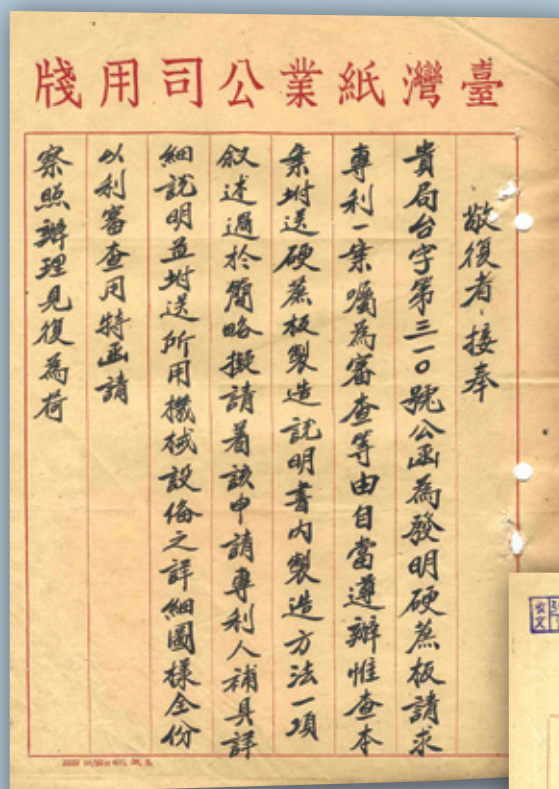 臺灣紙業公司用牋
敬復者、接奉
貴局台字第三一〇號公函為發明硬蔗板請求
專利一案囑為審查等由自當遵辦惟查本
案坿送硬蔗板製造說明書內製造方法一項
叙述過於簡略擬請着該申請專利人補具詳
細說明並坿送所用機械設俻之詳細圖樣全份
以利審查用特函請
察照辦理見復為荷